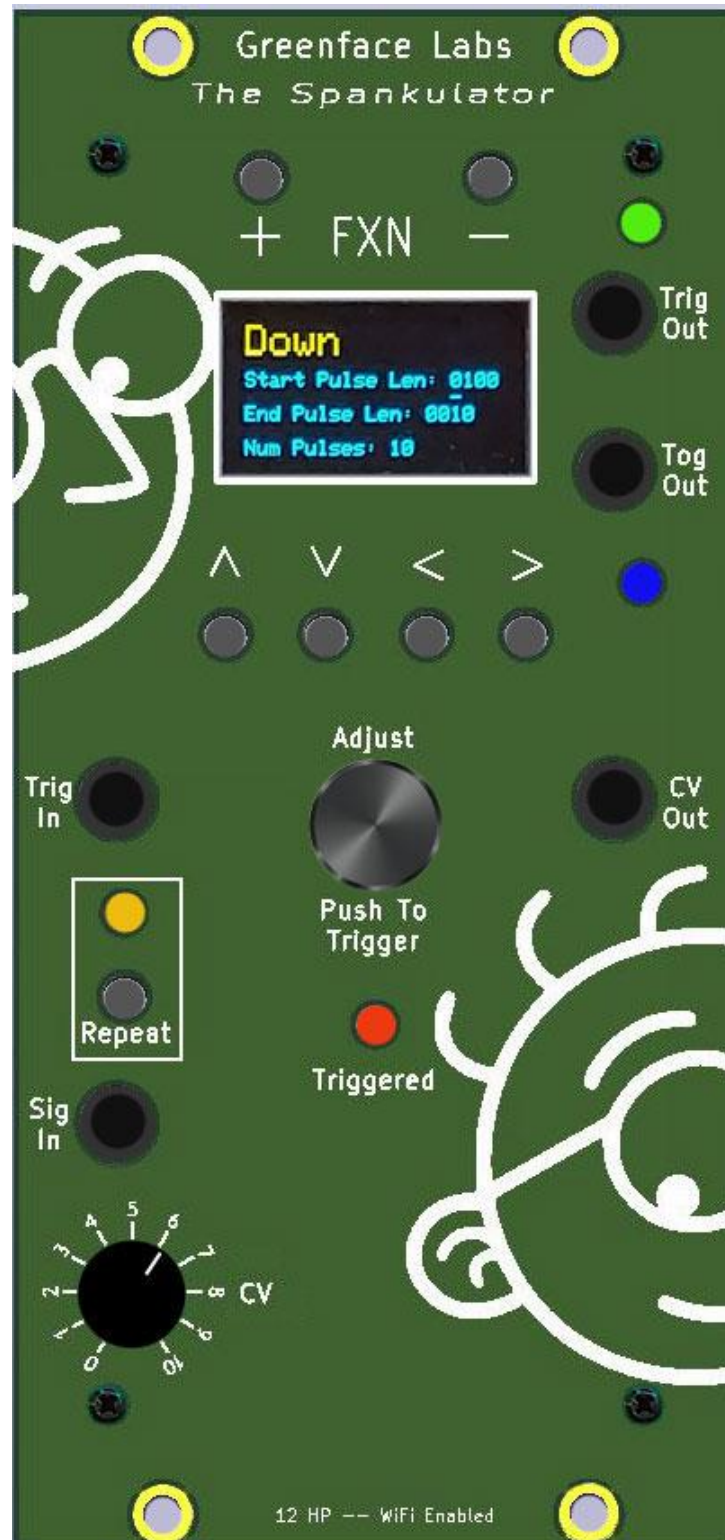 Greenface Labs
The Spankulator
+ FXN −
Trig
Out
Down
Start Pulse Len: 0100
End Pulse Len: 0010
Num Pulses: 10
Tog
Out
∧ ∨ < >
Adjust
Trig
In
CV
Out
Push To
Trigger
Repeat
Triggered
Sig
In
0 1 2 3 4 5 6 7 8 9 10
CV
12 HP -- WiFi Enabled